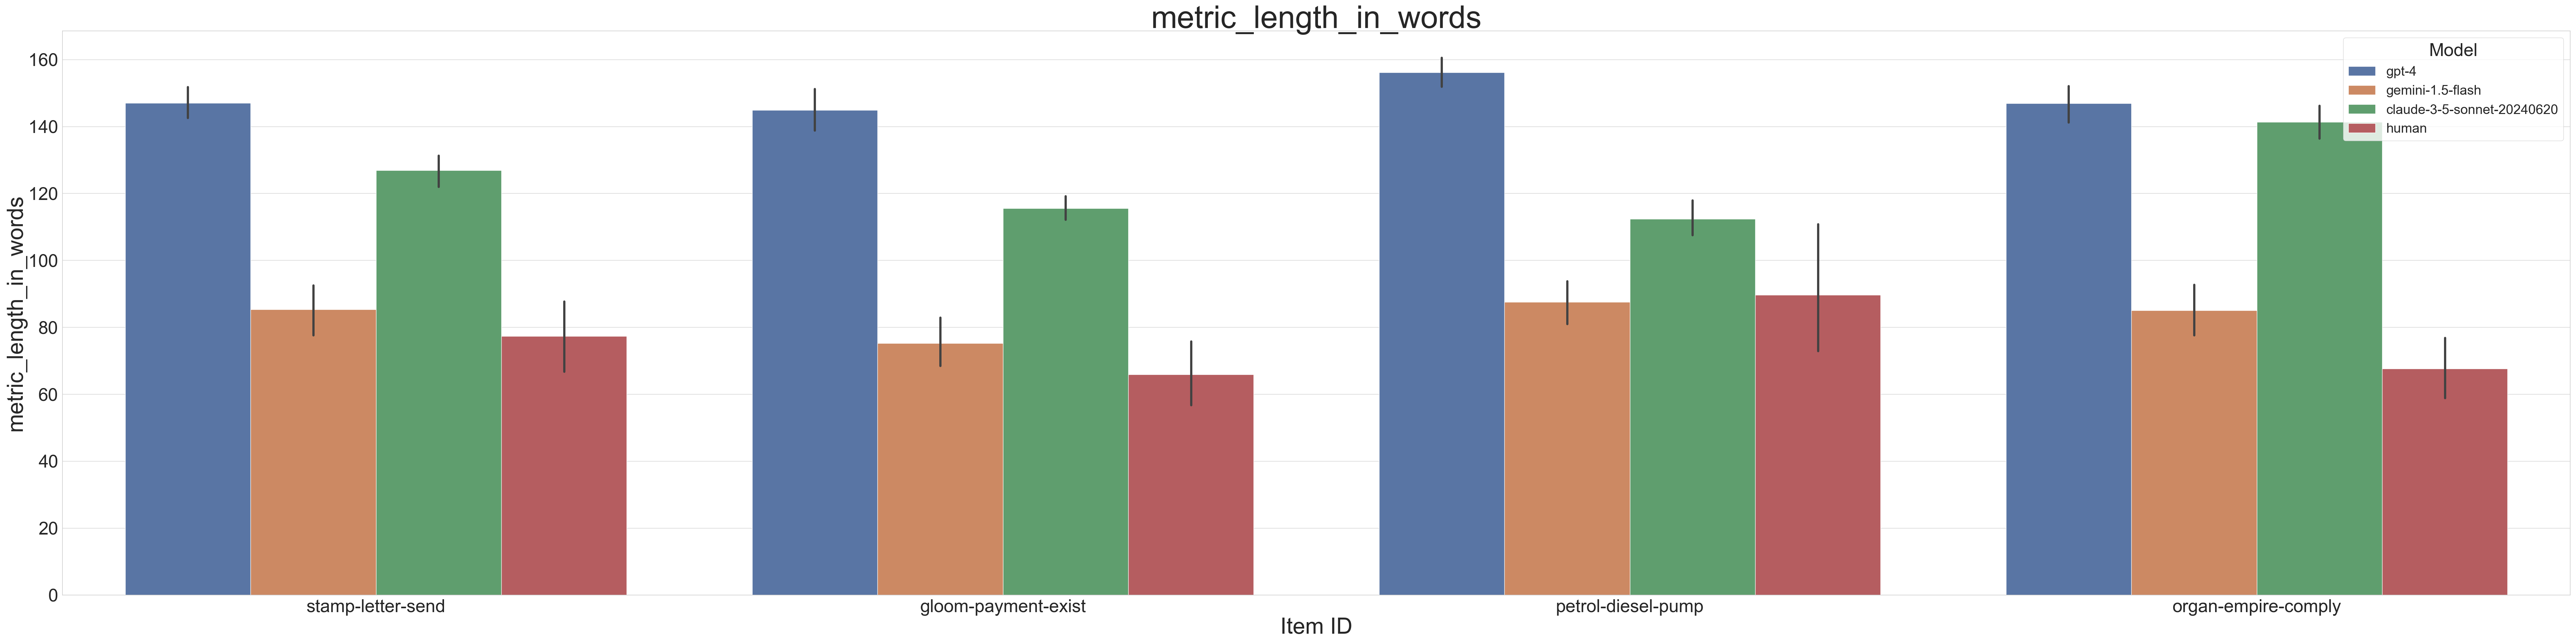 metric_length_in_words
Model
gpt-4
gemini-1.5-flash
claude-3-5-sonnet-20240620
human
metric_length_in_words
160
140
120
100
80
60
40
20
0
stamp-letter-send gloom-payment-exist petrol-diesel-pump organ-empire-comply
Item ID